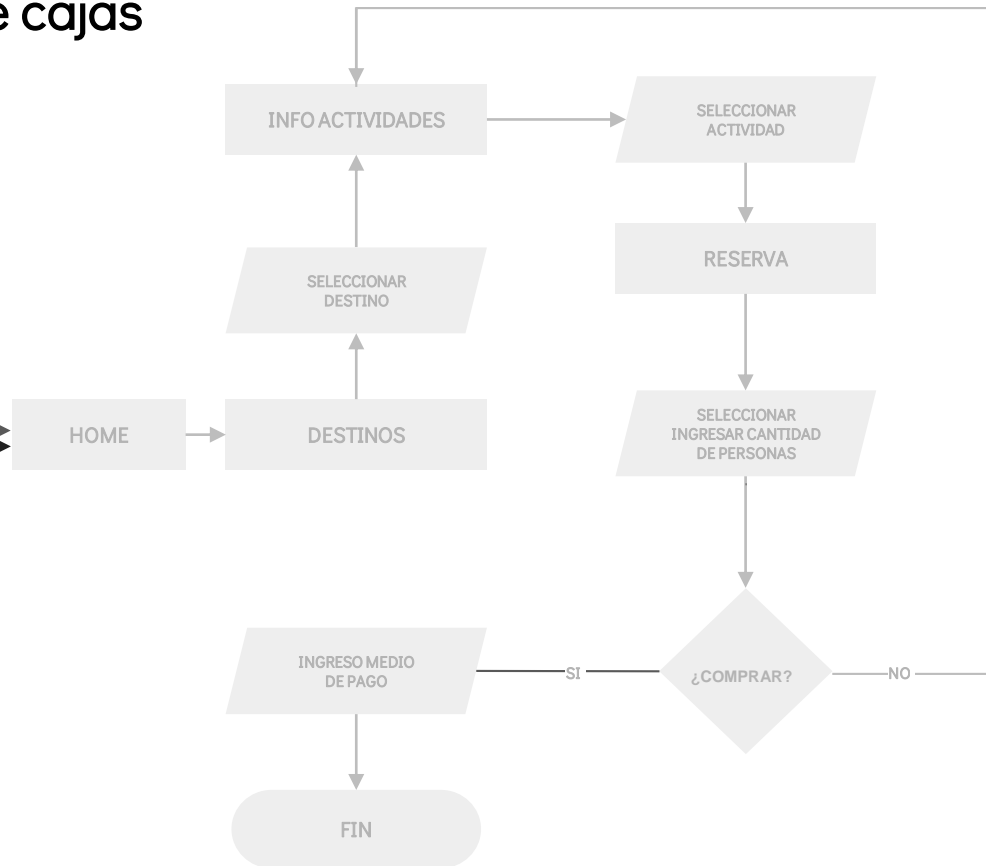 e cajas
INFO ACTIVIDADES
SELECCIONAR
ACTIVIDAD
RESERVA
SELECCIONAR
DESTINO
HOME
DESTINOS
SELECCIONAR
INGRESAR CANTIDAD
DE PERSONAS
INGRESO MEDIO
DE PAGO
SI
¿COMPRAR?
NO
FIN